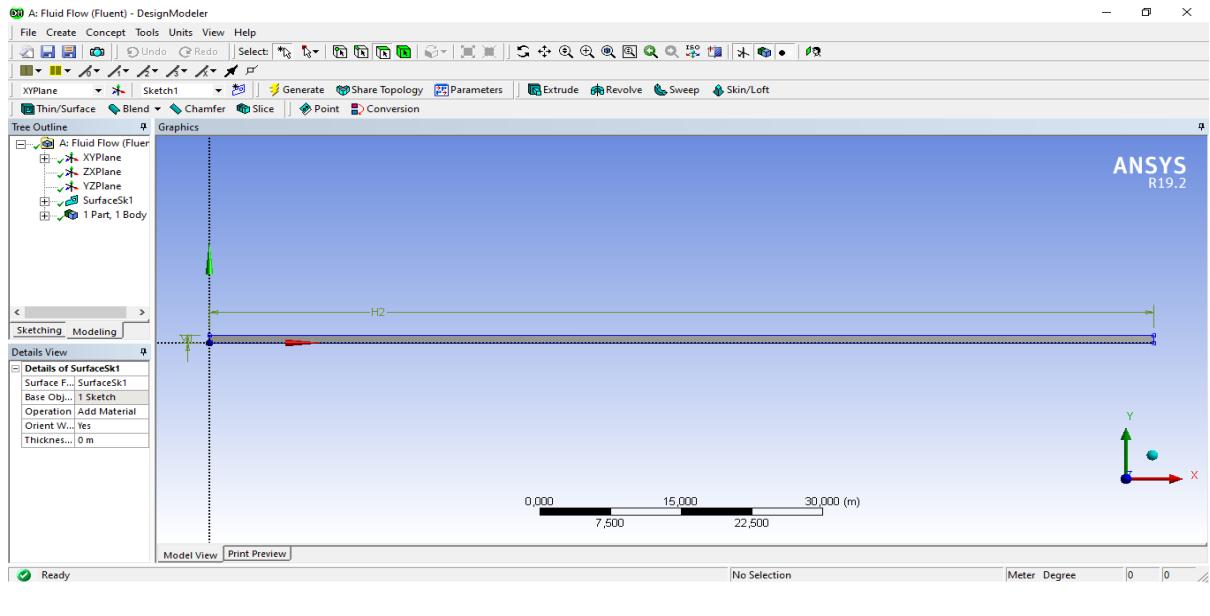 A: Fluid Flow (Fluent) - DesignModeler
File Create Concept Tools Units View Help
Undo Redo Select:
XYPlane Sketch1 Generate Share Topology Parameters Extrude Revolve Sweep Skin/Loft
Thin/Surface Blend Chamfer Slice Point Conversion
Tree Outline
A: Fluid Flow (Fluer
XYPlane
ZXPlane
YZPlane
SurfaceSk1
1 Part, 1 Body
Sketching Modeling
Details View
Details of SurfaceSk1
Surface F... SurfaceSk1
Base Obj... 1 Sketch
Operation Add Material
Orient W... Yes
Thicknes... 0 m
Graphics
ANSYS
R19.2
H2
Y
X
0,000 15,000 30,000 (m)
7,500 22,500
Model View Print Preview
Ready No Selection Meter Degree 0 0